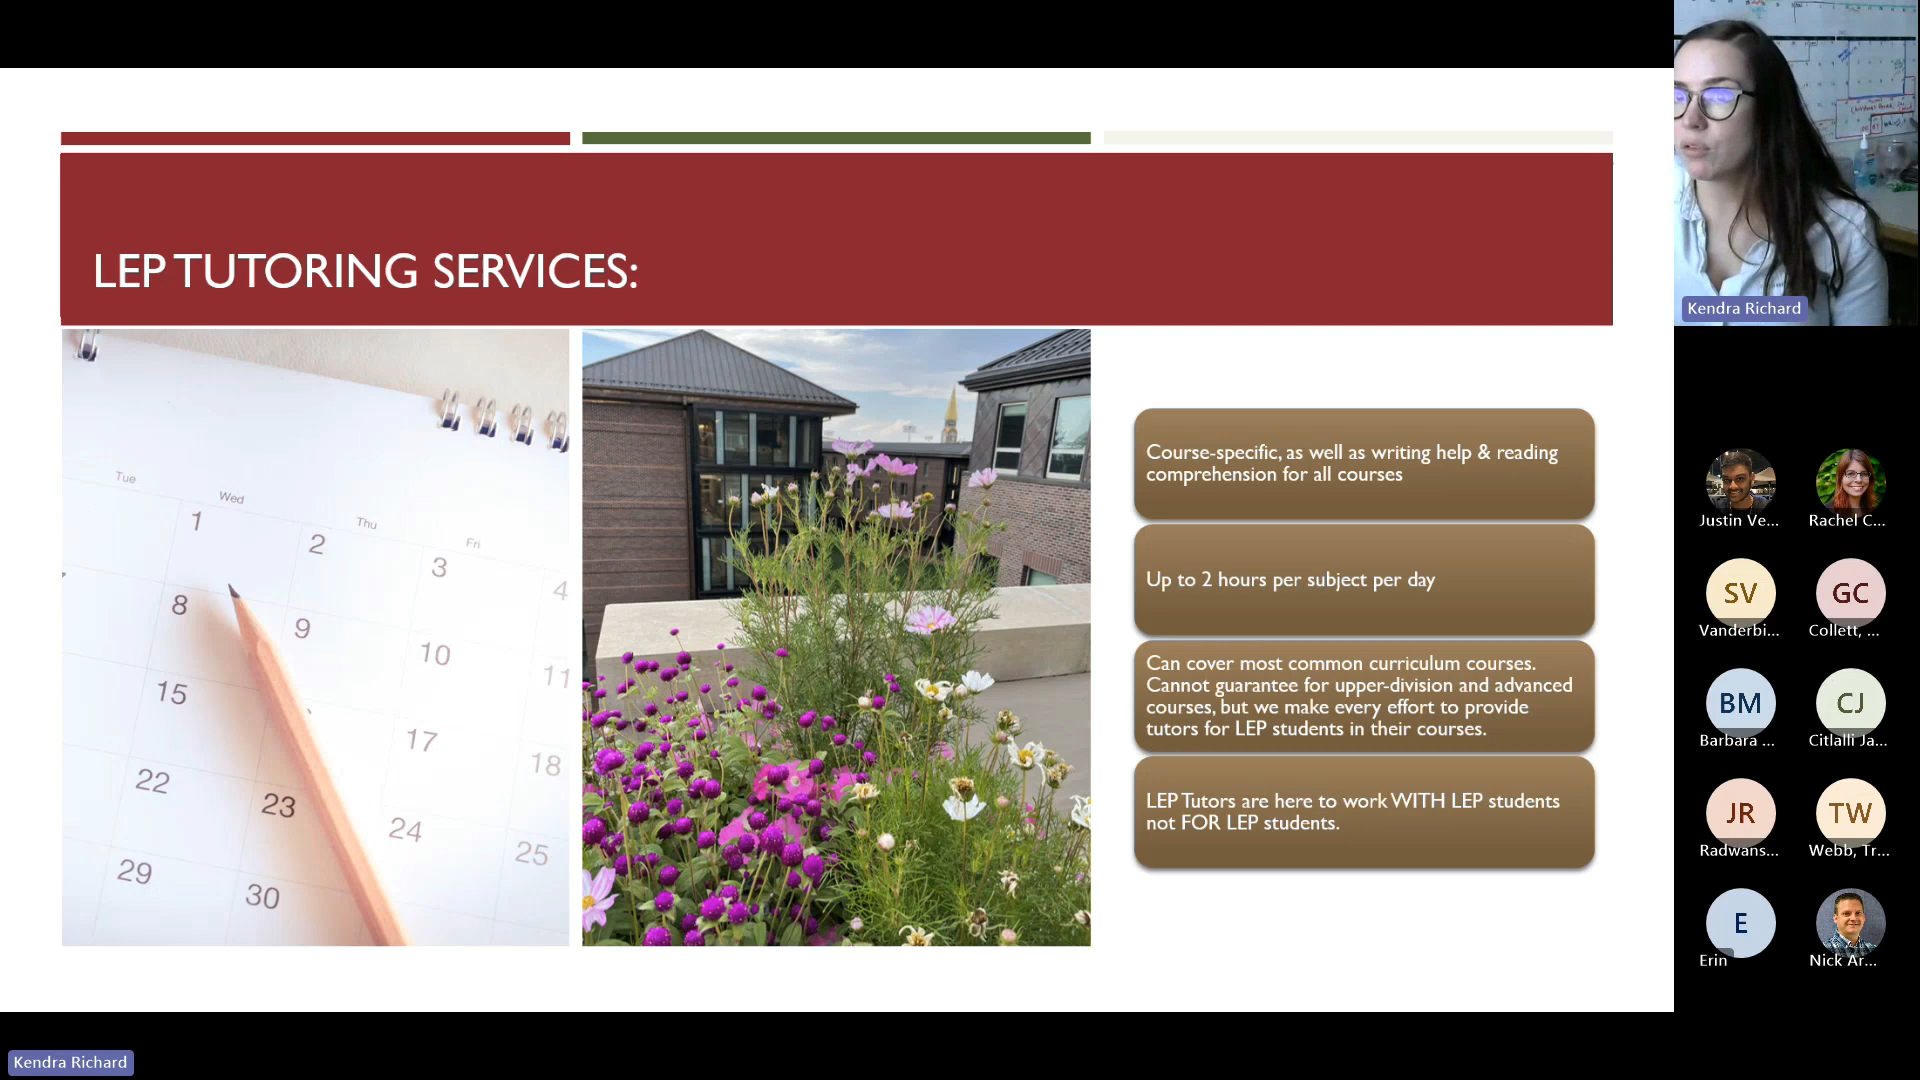 LEP TUTORING SERVICES:
Tue
Wed
Thu
Fri
1
2
3
4
8
9
10
11
15
17
18
22
23
24
25
29
30
Course-specific, as well as writing help & reading
comprehension for all courses
Up to 2 hours per subject per day
Can cover most common curriculum courses.
Cannot guarantee for upper-division and advanced
courses, but we make every effort to provide
tutors for LEP students in their courses.
LEP Tutors are here to work WITH LEP students
not FOR LEP students.
Kendra Richard
Justin Ve...
Rachel C...
SV
GC
Vanderbi...
Collett, ...
BM
CJ
Barbara ...
Citlalli Ja...
JR
TW
Radwans...
Webb, Tr...
E
Erin
Nick Ar...
Kendra Richard